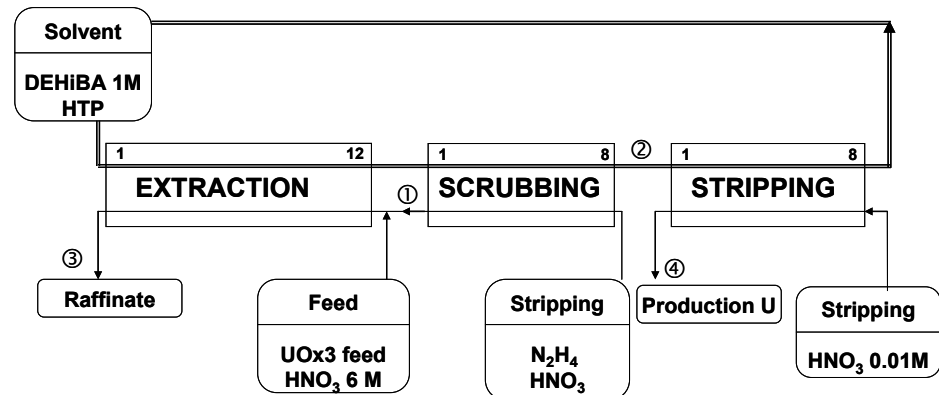 Solvent
DEHiBA 1M
HTP
1 12
1 8
②
1 8
EXTRACTION
SCRUBBING
STRIPPING
①
③
④
Raffinate
Feed
UOx3 feed
HNO₃ 6 M
Stripping
N₂H₄
HNO₃
Production U
Stripping
HNO₃ 0.01M